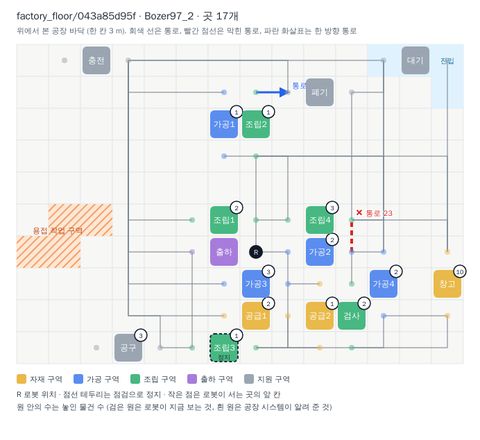 factory_floor/043a85d95f · Bozer97_2 · 곳 17개
위에서 본 공장 바닥 (한 칸 3 m). 회색 선은 통로, 빨간 점선은 막힌 통로, 파란 화살표는 한 방향 통로
충전
대기
진입
통로
폐기
가공1
1
조립2
1
조립1
2
조립4
3
✕ 통로 23
용접 작업 구역
출하
R
가공2
2
가공3
3
가공4
2
창고
10
공급1
2
공급2
1
검사
2
공구
3
조립3
1
정지
자재 구역
가공 구역
조립 구역
출하 구역
지원 구역
R 로봇 위치 · 점선 테두리는 점검으로 정지 · 작은 점은 로봇이 서는 곳의 앞 칸
원 안의 수는 놓인 물건 수 (검은 원은 로봇이 지금 보는 것, 흰 원은 공장 시스템이 알려 준 것)